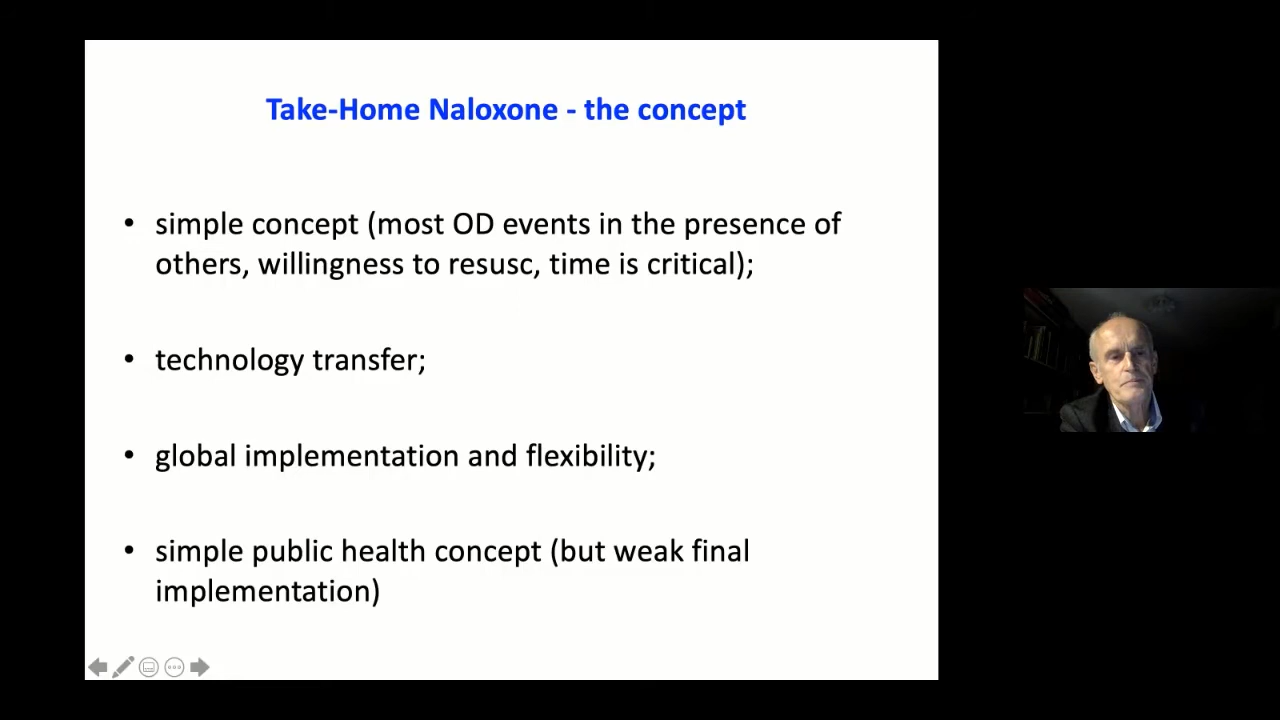 Take-Home Naloxone - the concept
• simple concept (most OD events in the presence of
others, willingness to resusc, time is critical);
• technology transfer;
• global implementation and flexibility;
• simple public health concept (but weak final
implementation)